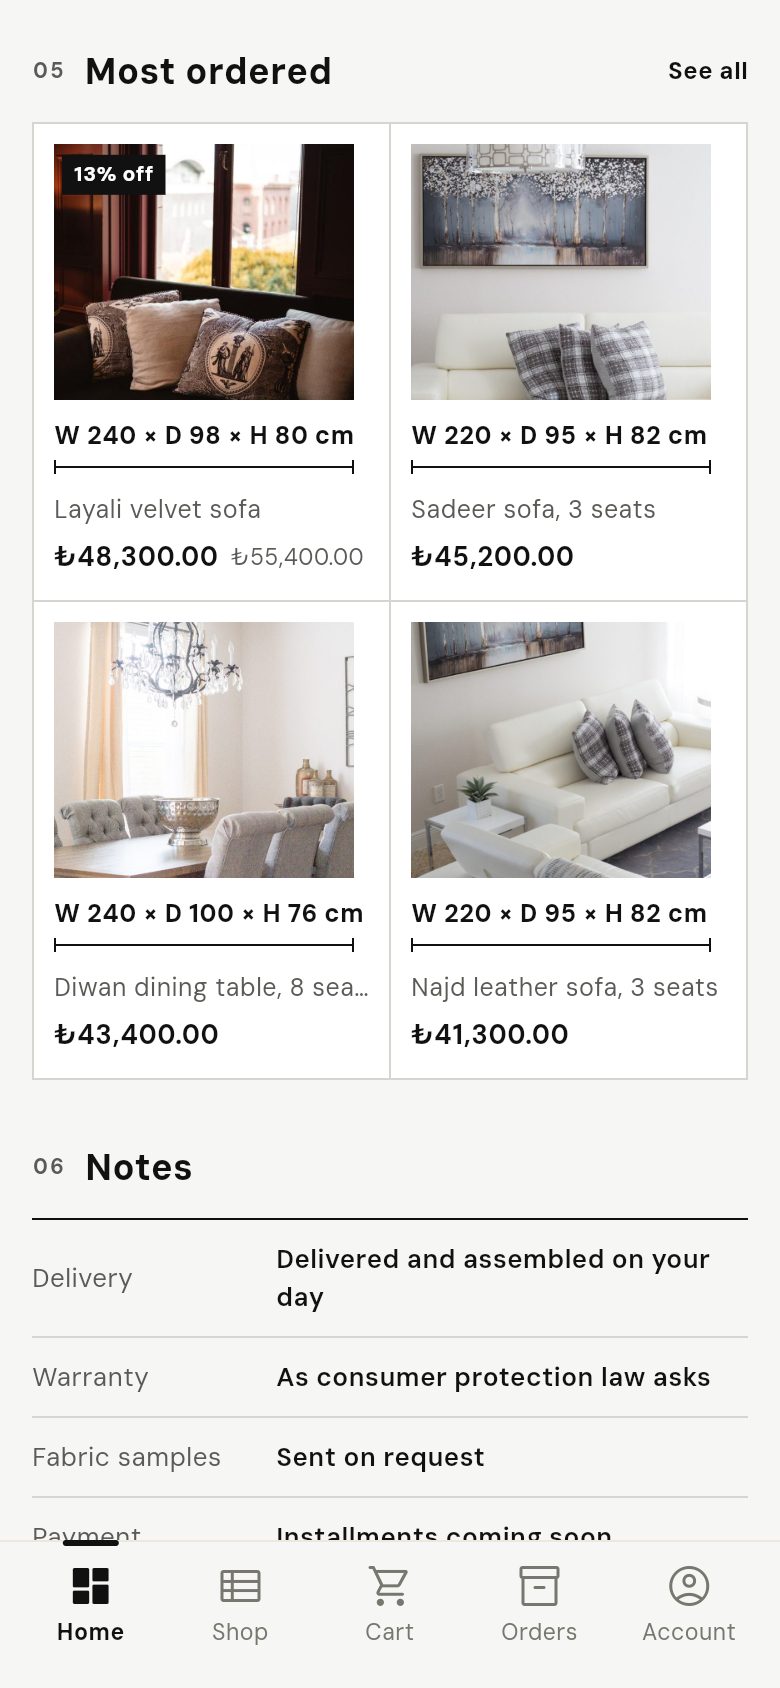 05 Most ordered See all
13% off
W 240 × D 98 × H 80 cm
Layali velvet sofa
₺48,300.00 ₺55,400.00
W 220 × D 95 × H 82 cm
Sadeer sofa, 3 seats
₺45,200.00
W 240 × D 100 × H 76 cm
Diwan dining table, 8 sea...
₺43,400.00
W 220 × D 95 × H 82 cm
Najd leather sofa, 3 seats
₺41,300.00
06 Notes
Delivery
Delivered and assembled on your
day
Warranty As consumer protection law asks
Fabric samples Sent on request
Payment Installments coming soon
Home Shop Cart Orders Account